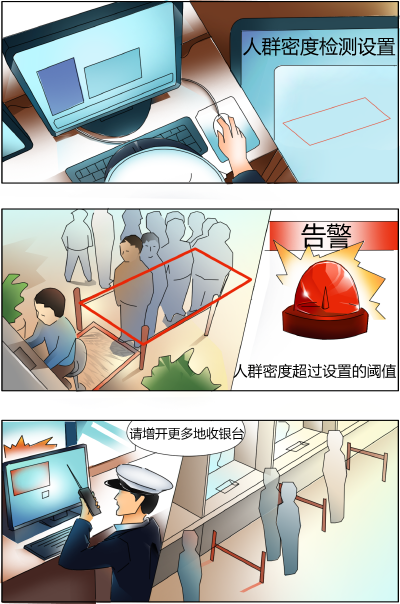 人群密度检测设置
告警
人群密度超过设置的阈值
请增开更多地收银台